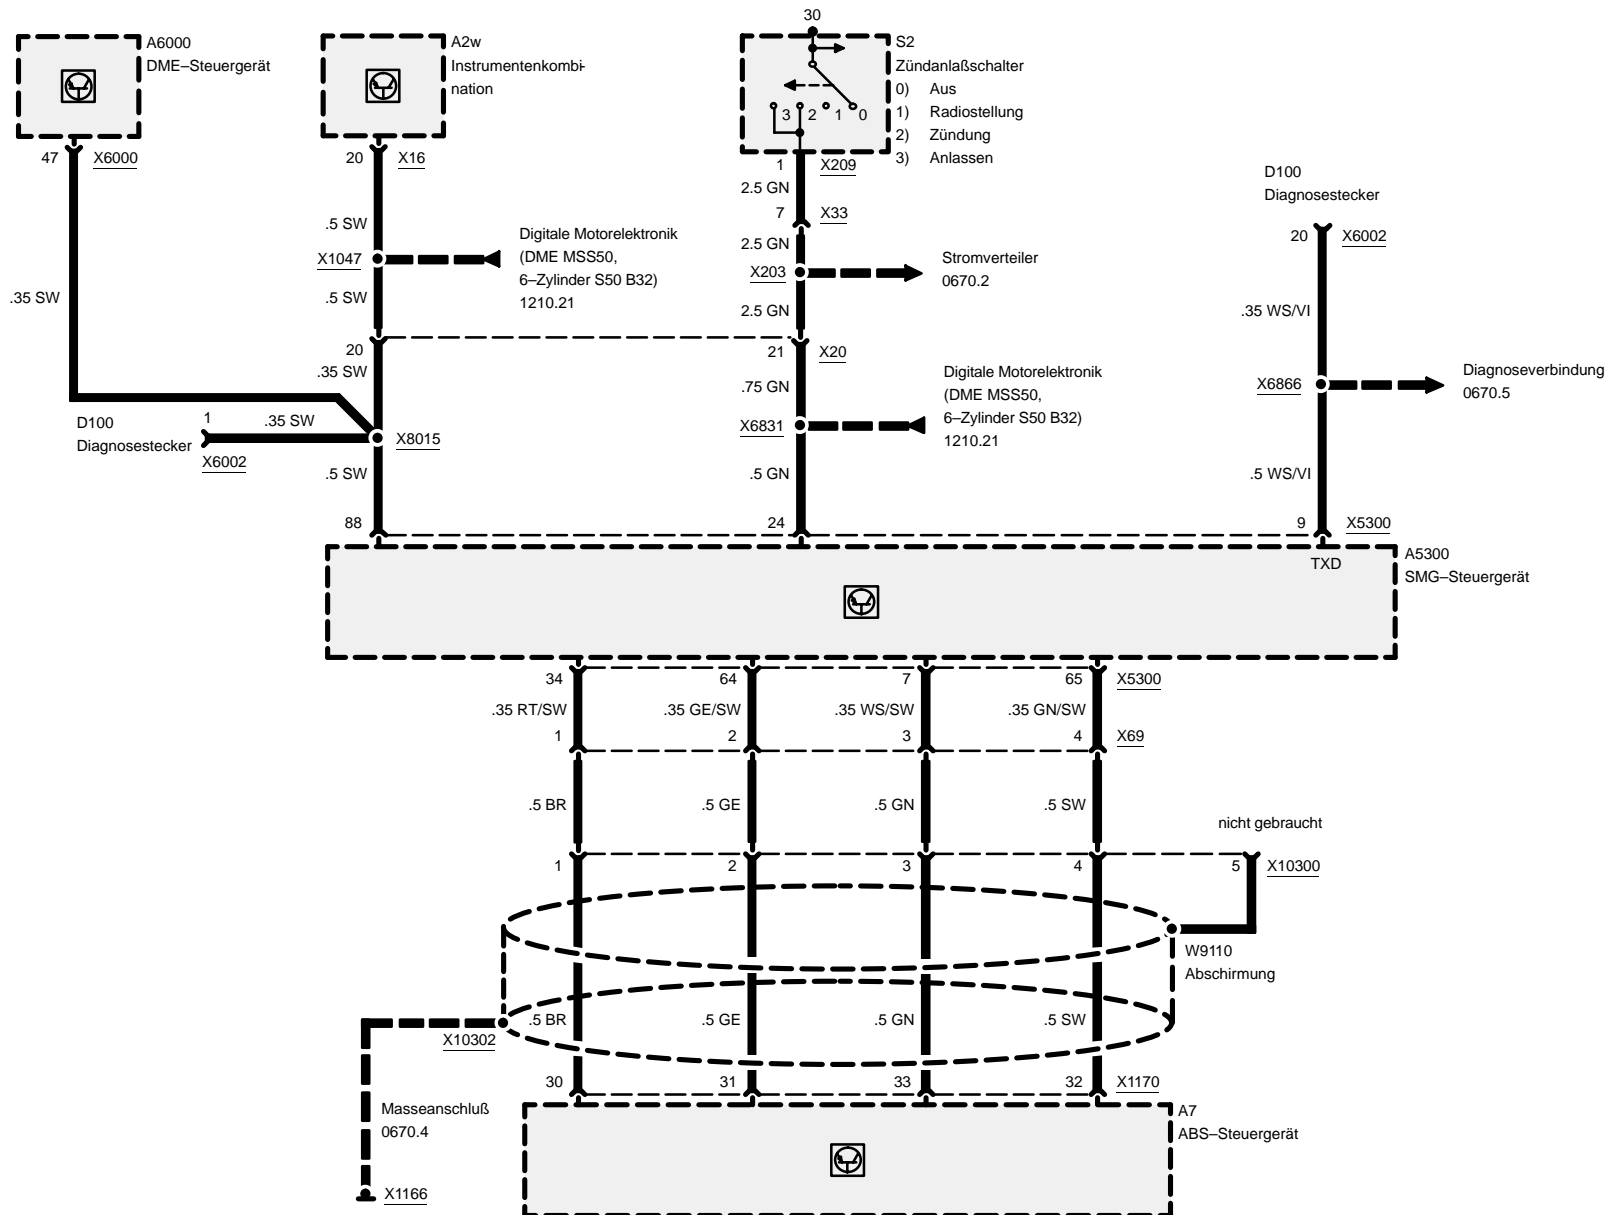 30
A6000
DME–Steuergerät
A2w
Instrumentenkombi-
nation
S2
Zündanlaßschalter
0) Aus
1) Radiostellung
2) Zündung
3) Anlassen
3 2 1 0
47 X6000
20 X16
1 X209
2.5 GN
7 X33
D100
Diagnosestecker
20 X6002
.5 SW
X1047
Digitale Motorelektronik
(DME MSS50,
6–Zylinder S50 B32)
1210.21
2.5 GN
X203
Stromverteiler
0670.2
.35 SW
.5 SW
2.5 GN
.35 WS/VI
20
21 X20
.35 SW
.75 GN
Digitale Motorelektronik
(DME MSS50,
6–Zylinder S50 B32)
1210.21
X6866
Diagnoseverbindung
0670.5
D100
Diagnosestecker
1
.35 SW
X6002
X8015
X6831
.5 SW
.5 GN
.5 WS/VI
88
24
9 X5300
TXD
A5300
SMG–Steuergerät
34
64
7
65 X5300
.35 RT/SW
.35 GE/SW
.35 WS/SW
.35 GN/SW
1
2
3
4 X69
.5 BR
.5 GE
.5 GN
.5 SW
nicht gebraucht
1
2
3
4
5 X10300
W9110
Abschirmung
.5 BR
.5 GE
.5 GN
.5 SW
X10302
30
31
33
32 X1170
Masseanschluß
0670.4
X1166
A7
ABS–Steuergerät